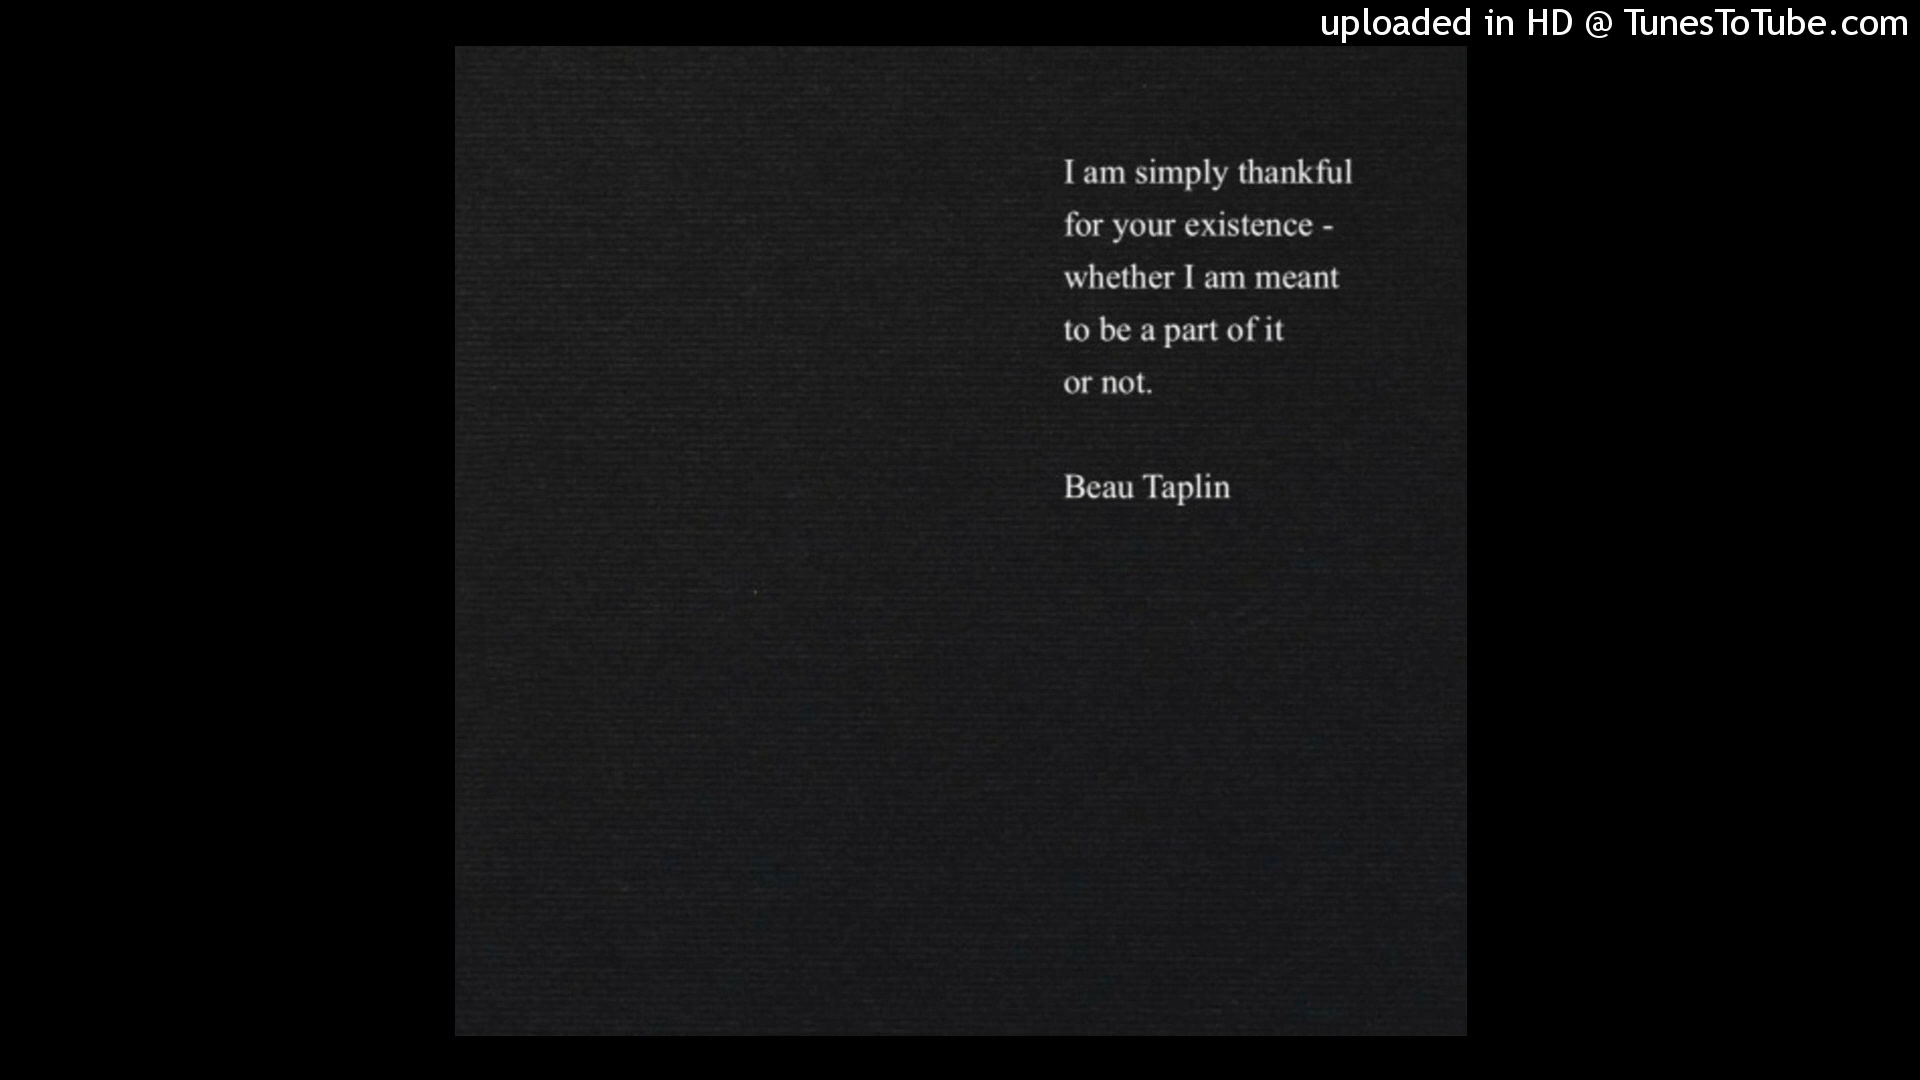 uploaded in HD @ TunesToTube.com
I am simply thankful
for your existence -
whether I am meant
to be a part of it
or not.
Beau Taplin